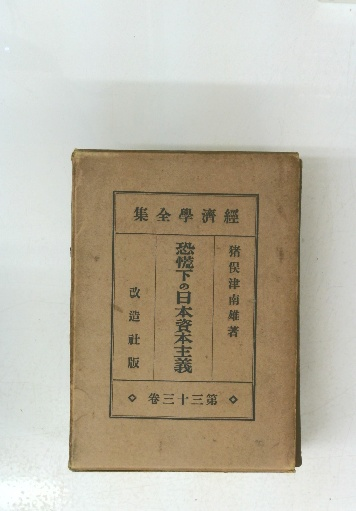 經濟學全集
猪俣津南雄著
恐慌下の日本資本主義
改造社版
第三十三卷